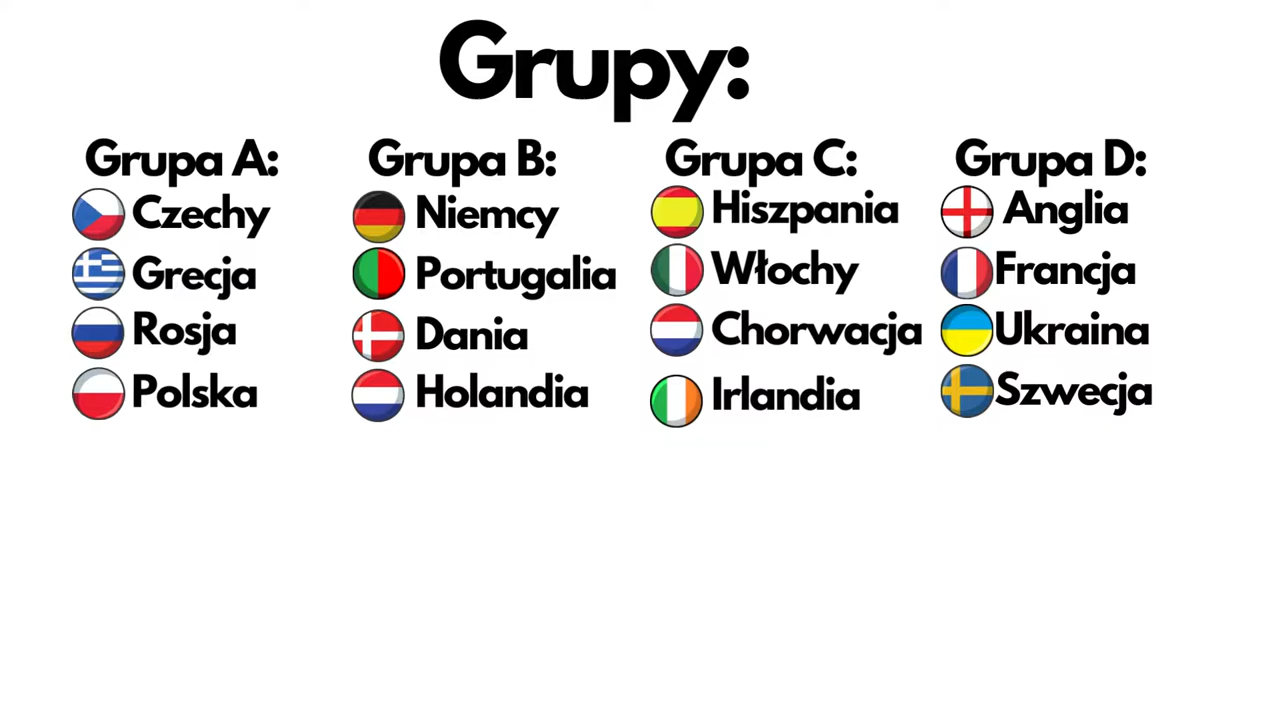 Grupy:
Grupa A:
Czechy
Grecja
Rosja
Polska
Grupa B:
Niemcy
Portugalia
Dania
Holandia
Grupa C:
Hiszpania
Włochy
Chorwacja
Irlandia
Grupa D:
Anglia
Francja
Ukraina
Szwecja